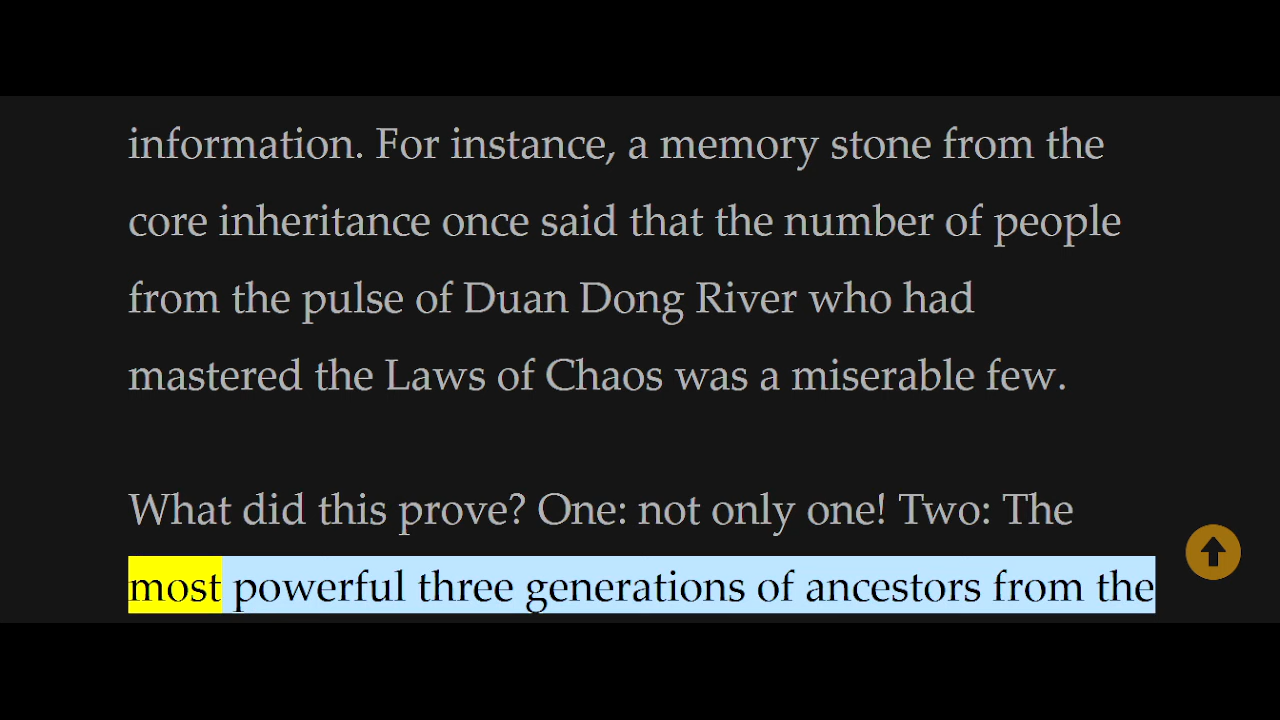 information. For instance, a memory stone from the
core inheritance once said that the number of people
from the pulse of Duan Dong River who had
mastered the Laws of Chaos was a miserable few.
What did this prove? One: not only one! Two: The
most powerful three generations of ancestors from the